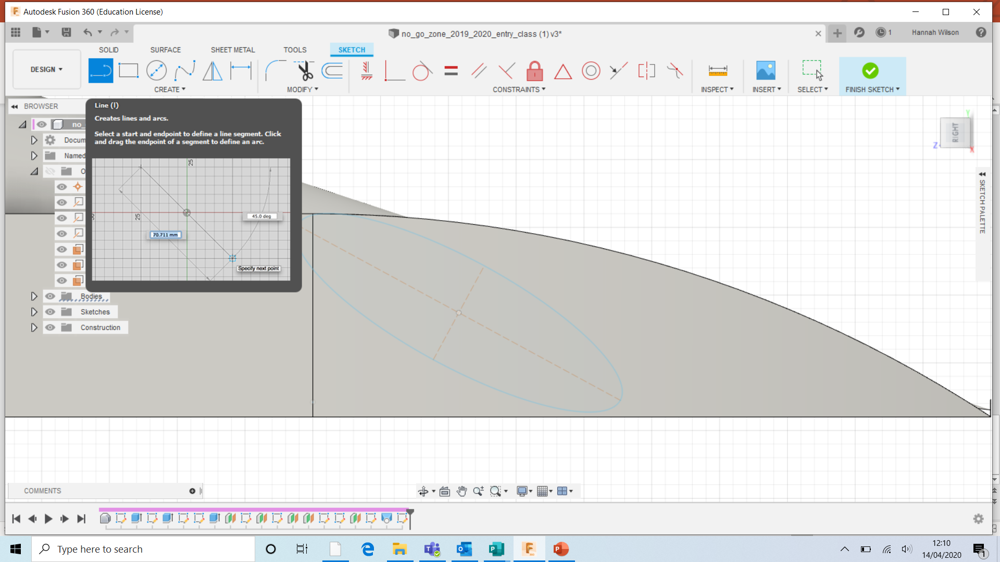 Autodesk Fusion 360 (Education License)
no_go_zone_2019_2020_entry_class (1) v3*
1
Hannah Wilson
SOLID
SURFACE
SHEET METAL
TOOLS
SKETCH
DESIGN
CREATE
MODIFY
CONSTRAINTS
INSPECT
INSERT
SELECT
FINISH SKETCH
BROWSER
no_
Docum
Named
O
Bodies
Sketches
Construction
Line (l)
Creates lines and arcs.
Select a start and endpoint to define a line segment. Click
and drag the endpoint of a segment to define an arc.
25
25
45.0 deg
70.711 mm
Specify next point
Y
RIGHT
Z
X
SKETCH PALETTE
COMMENTS
Type here to search
12:10
14/04/2020
1